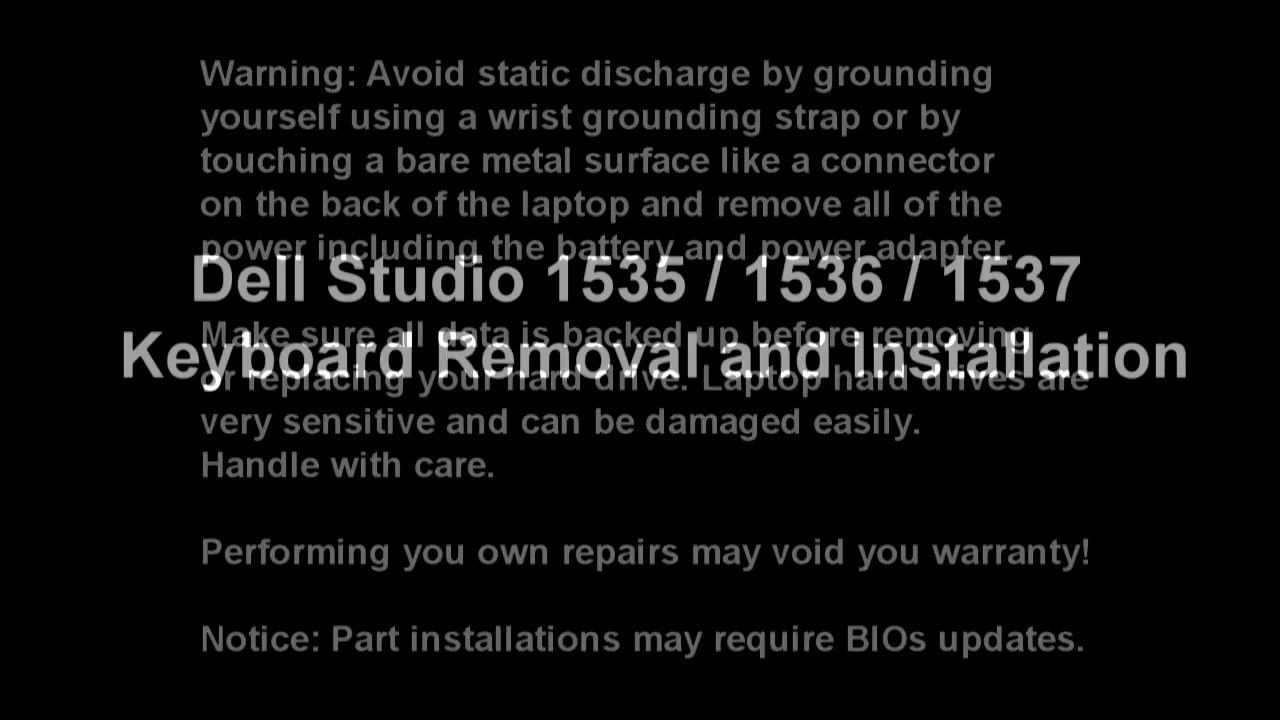 Warning: Avoid static discharge by grounding
yourself using a wrist grounding strap or by
touching a bare metal surface like a connector
on the back of the laptop and remove all of the
power including the battery and power adapter.
Dell Studio 1535 / 1536 / 1537
Make sure all data is backed up before removing
Keyboard Removal and Installation
or replacing your hard drive. Laptop hard drives are
very sensitive and can be damaged easily.
Handle with care.
Performing you own repairs may void you warranty!
Notice: Part installations may require BIOs updates.